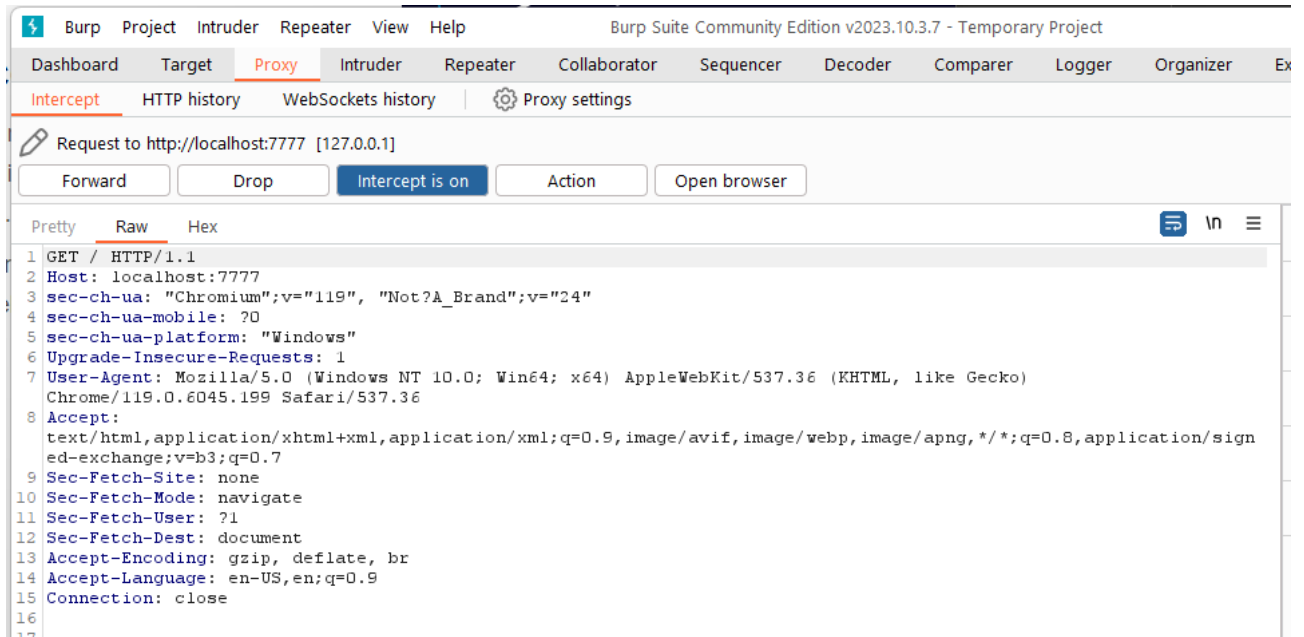 Burp Project Intruder Repeater View Help Burp Suite Community Edition v2023.10.3.7 - Temporary Project
Dashboard Target Proxy Intruder Repeater Collaborator Sequencer Decoder Comparer Logger Organizer
Intercept HTTP history WebSockets history Proxy settings
Request to http://localhost:7777 [127.0.0.1]
Forward Drop Intercept is on Action Open browser
Pretty Raw Hex \n
1 GET / HTTP/1.1
2 Host: localhost:7777
3 sec-ch-ua: "Chromium";v="119", "Not?A_Brand";v="24"
4 sec-ch-ua-mobile: ?0
5 sec-ch-ua-platform: "Windows"
6 Upgrade-Insecure-Requests: 1
7 User-Agent: Mozilla/5.0 (Windows NT 10.0; Win64; x64) AppleWebKit/537.36 (KHTML, like Gecko)
Chrome/119.0.6045.199 Safari/537.36
8 Accept:
text/html,application/xhtml+xml,application/xml;q=0.9,image/avif,image/webp,image/apng,*/*;q=0.8,application/sign
ed-exchange;v=b3;q=0.7
9 Sec-Fetch-Site: none
10 Sec-Fetch-Mode: navigate
11 Sec-Fetch-User: ?1
12 Sec-Fetch-Dest: document
13 Accept-Encoding: gzip, deflate, br
14 Accept-Language: en-US,en;q=0.9
15 Connection: close
16
17